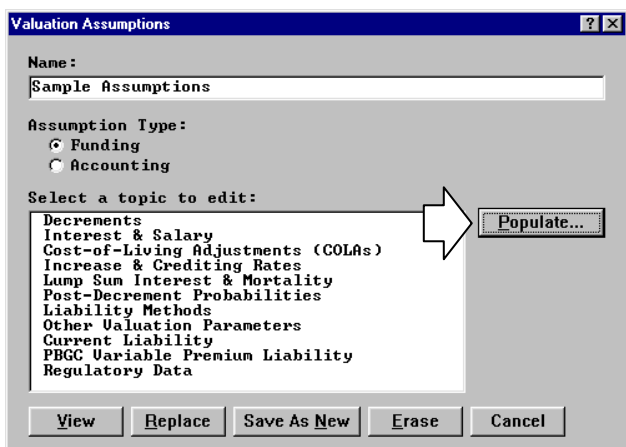 Valuation Assumptions
Name:
Sample Assumptions
Assumption Type:
Funding
Accounting
Select a topic to edit:
Decrements
Interest & Salary
Cost-of-Living Adjustments (COLAs)
Increase & Crediting Rates
Lump Sum Interest & Mortality
Post-Decrement Probabilities
Liability Methods
Other Valuation Parameters
Current Liability
PBGC Variable Premium Liability
Regulatory Data
Populate...
View Replace Save As New Erase Cancel